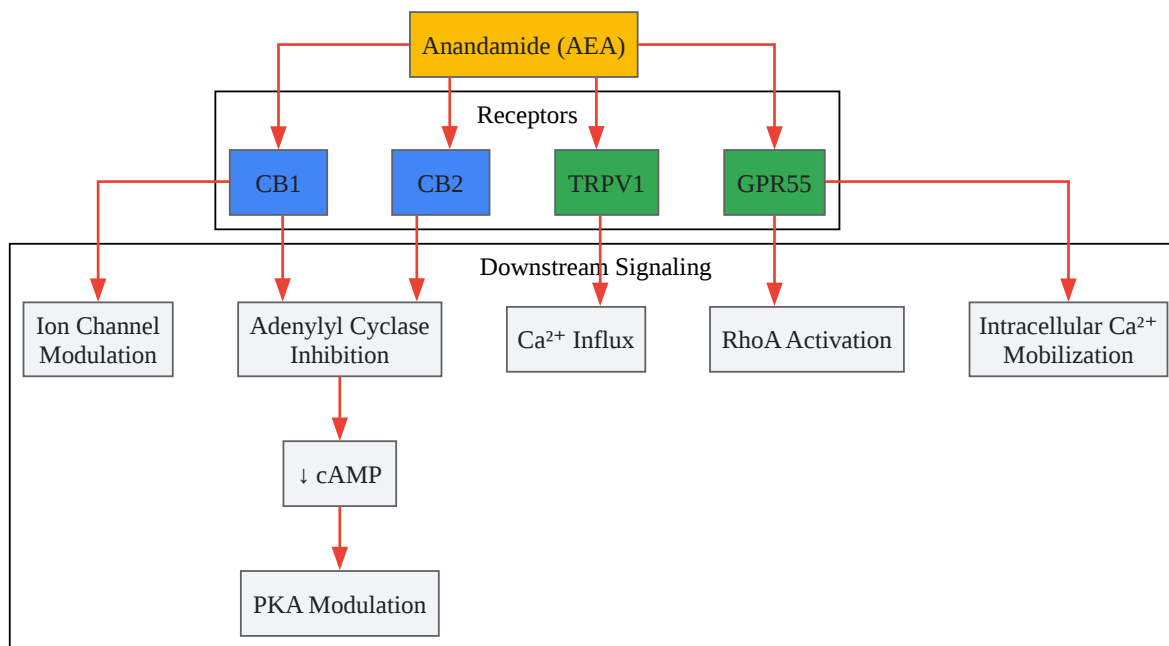 Anandamide (AEA)
Receptors
CB1
CB2
TRPV1
GPR55
Downstream Signaling
Ion Channel
Modulation
Adenylyl Cyclase
Inhibition
Ca²⁺ Influx
RhoA Activation
Intracellular Ca²⁺
Mobilization
↓ cAMP
PKA Modulation